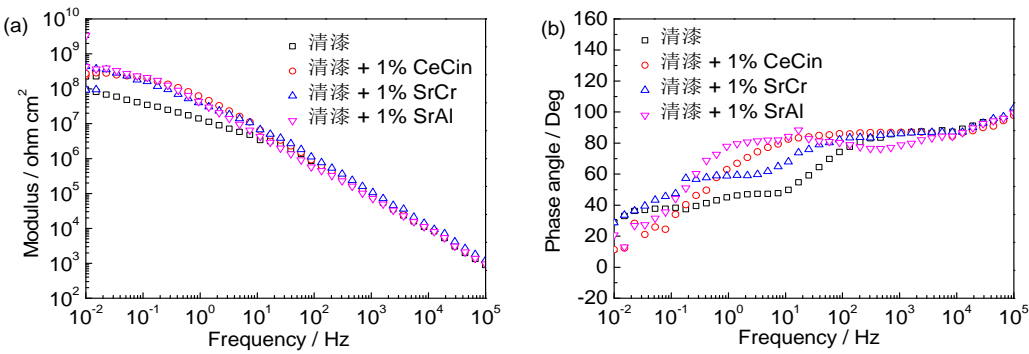 (a)
10^10
10^9
10^8
10^7
10^6
10^5
10^4
10^3
10^2
10^-2 10^-1 10^0 10^1 10^2 10^3 10^4 10^5
Modulus / ohm cm^2
Frequency / Hz
清漆
清漆 + 1% CeCin
清漆 + 1% SrCr
清漆 + 1% SrAl
(b)
160
140
120
100
80
60
40
20
0
-20
10^-2 10^-1 10^0 10^1 10^2 10^3 10^4 10^5
Phase angle / Deg
Frequency / Hz
清漆
清漆 + 1% CeCin
清漆 + 1% SrCr
清漆 + 1% SrAl